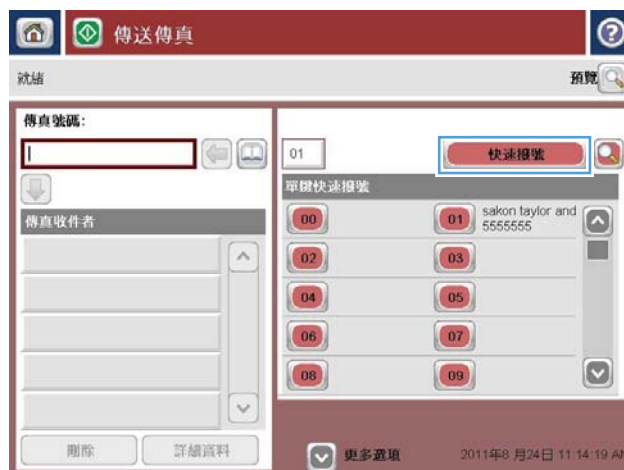 傳送傳真
?
就緒
預覽
傳真號碼:
01
快速撥號
單鍵快速撥號
傳真收件者
00
01
sakon taylor and
5555555
02
03
04
05
06
07
08
09
刪除
詳細資料
更多選項
2011年8 月24日 11:14:19 AM